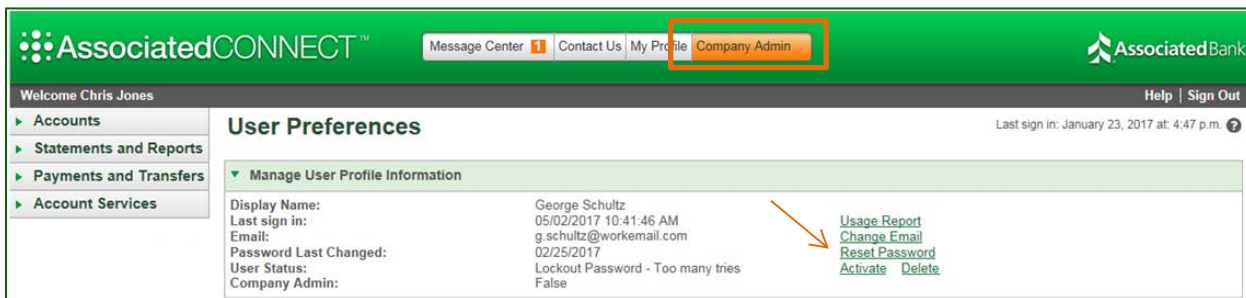 AssociatedCONNECT™
Message Center 1 Contact Us My Profile Company Admin
AssociatedBank
Welcome Chris Jones
Help | Sign Out
Accounts
Statements and Reports
Payments and Transfers
Account Services
User Preferences
Last sign in: January 23, 2017 at: 4:47 p.m. ?
Manage User Profile Information
Display Name: George Schultz
Last sign in: 05/02/2017 10:41:46 AM Usage Report
Email: g.schultz@workemail.com Change Email
Password Last Changed: 02/25/2017 Reset Password
User Status: Lockout Password - Too many tries Activate Delete
Company Admin: False